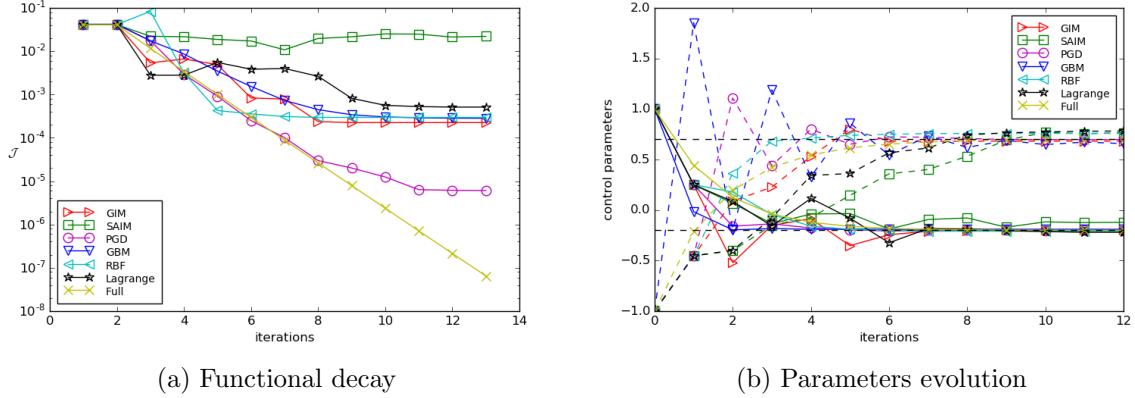 10^-1
10^-2
10^-3
10^-4
10^-5
10^-6
10^-7
10^-8
𝒥
GIM
SAIM
PGD
GBM
RBF
Lagrange
Full
0 2 4 6 8 10 12 14
iterations
(a) Functional decay
2.0
1.5
1.0
0.5
0.0
−0.5
−1.0
control parameters
GIM
SAIM
PGD
GBM
RBF
Lagrange
Full
0 2 4 6 8 10 12
iterations
(b) Parameters evolution